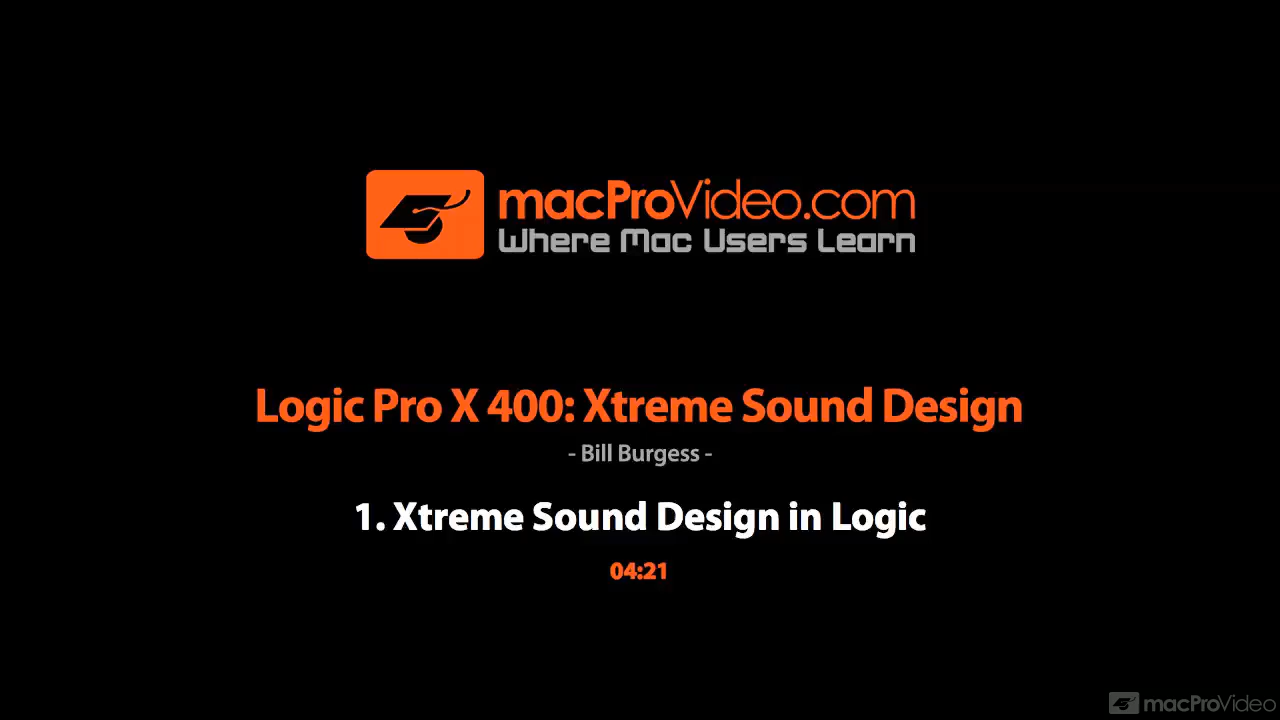 macProVideo.com
Where Mac Users Learn
Logic Pro X 400: Xtreme Sound Design
- Bill Burgess -
1. Xtreme Sound Design in Logic
04:21
macProVideo